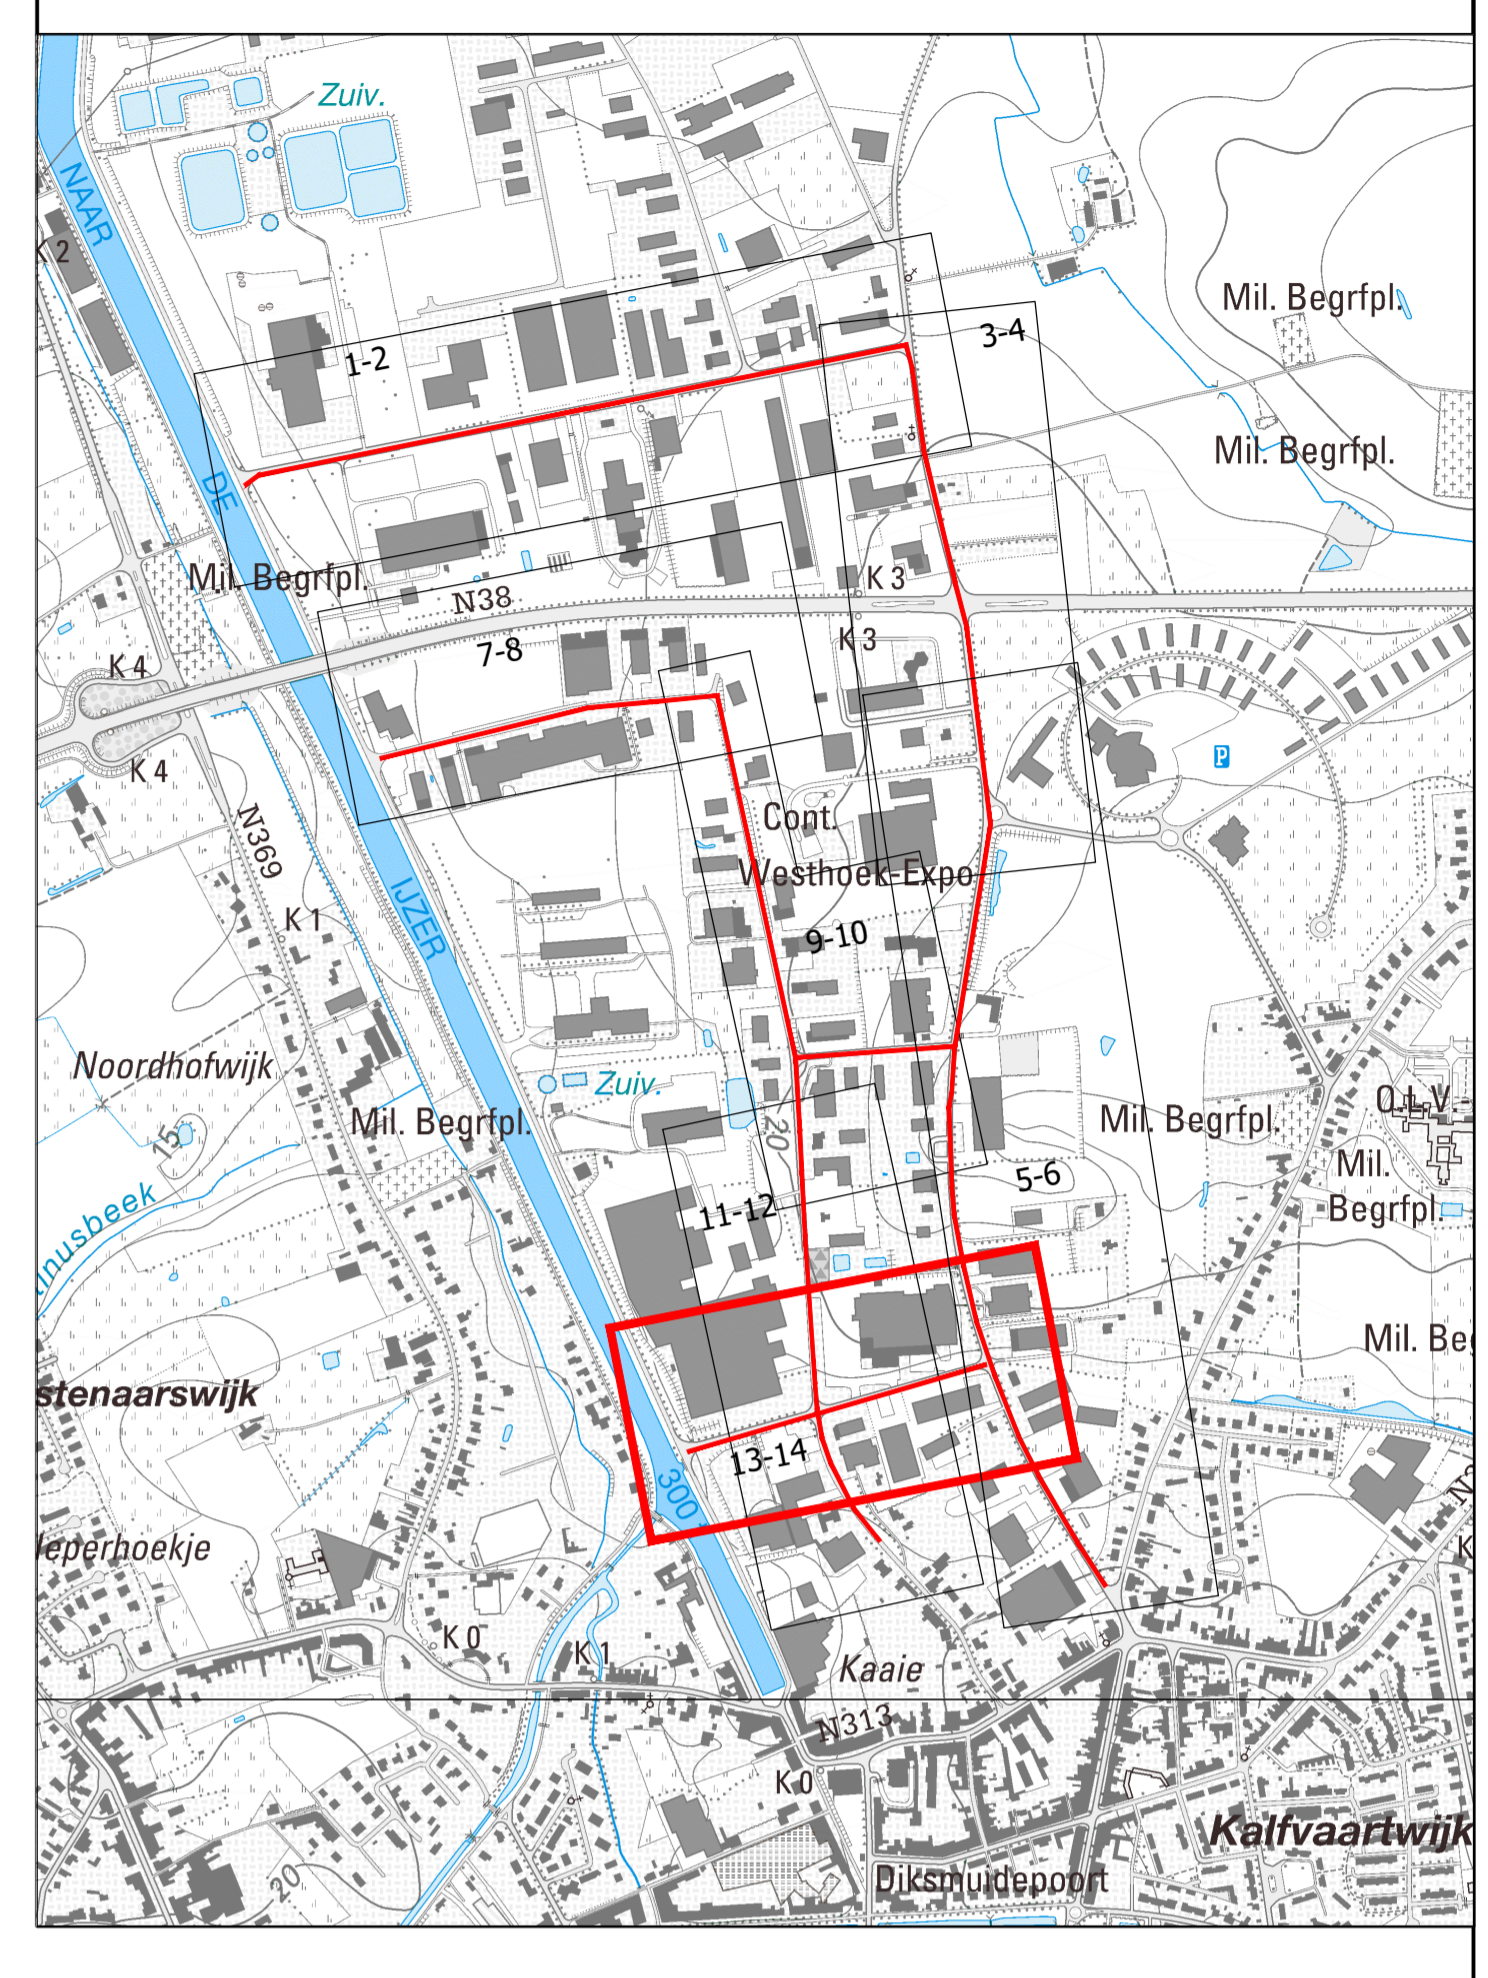 Zuiv.
NAAR
K 2
Mil. Begrfpl.
3-4
1-2
Mil. Begrfpl.
DE
Mil. Begrfpl.
K 3
N38
K 3
7-8
K 4
P
K 4
Cont.
N369
Westhoek-Expo
IJZER
K 1
9-10
Noordhofwijk
Zuiv.
Mil. Begrfpl.
20
Mil. Begrfpl.
O.L.V.-
15
Mil.
Begrfpl.
5-6
11-12
inusbeek
Mil. Be
stenaarswijk
13-14
300
Ieperhoekje
K 0
K 1
Kaaie
N313
K 0
Kalfvaartwijk
Diksmuidepoort
20